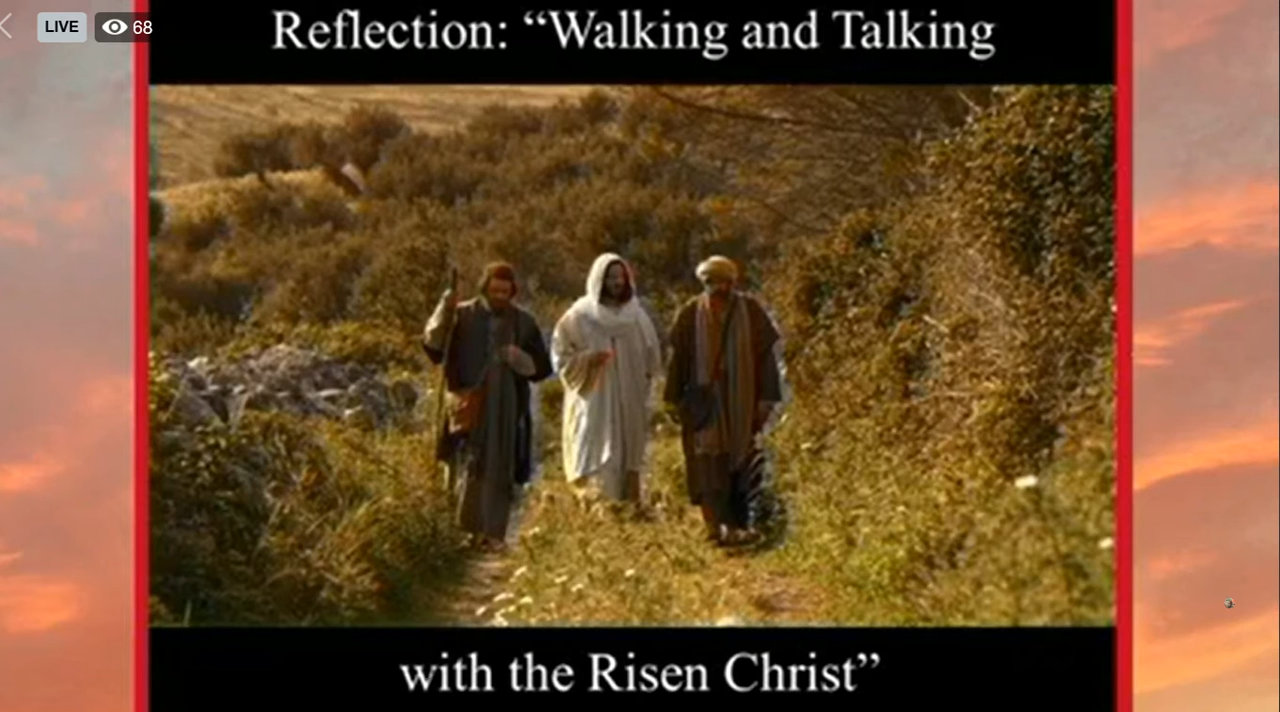 LIVE
68
Reflection: “Walking and Talking
with the Risen Christ”